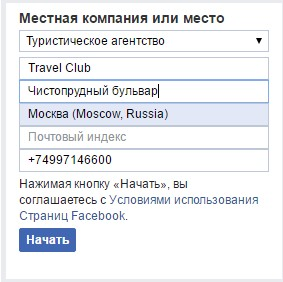 Местная компания или место
Туристическое агентство
Travel Club
Чистопрудный бульвар
Москва (Moscow, Russia)
Почтовый индекс
+74997146600
Нажимая кнопку «Начать», вы
соглашаетесь с Условиями использования
Страниц Facebook.
Начать